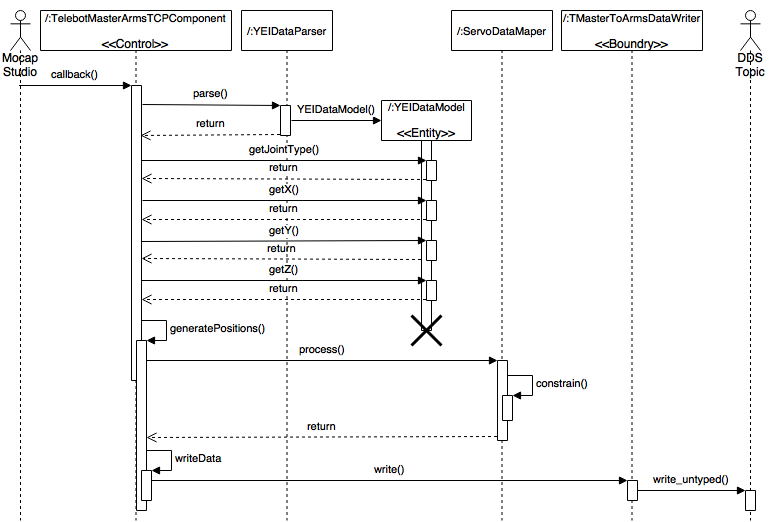 /:TelebotMasterArmsTCPComponent
<<Control>>
/:YEIDataParser
/:ServoDataMaper
/:TMasterToArmsDataWriter
<<Boundry>>
Mocap
Studio
DDS
Topic
callback()
parse()
YEIDataModel()
/:YEIDataModel
<<Entity>>
return
getJointType()
return
getX()
return
getY()
return
getZ()
return
generatePositions()
process()
constrain()
return
writeData
write()
write_untyped()